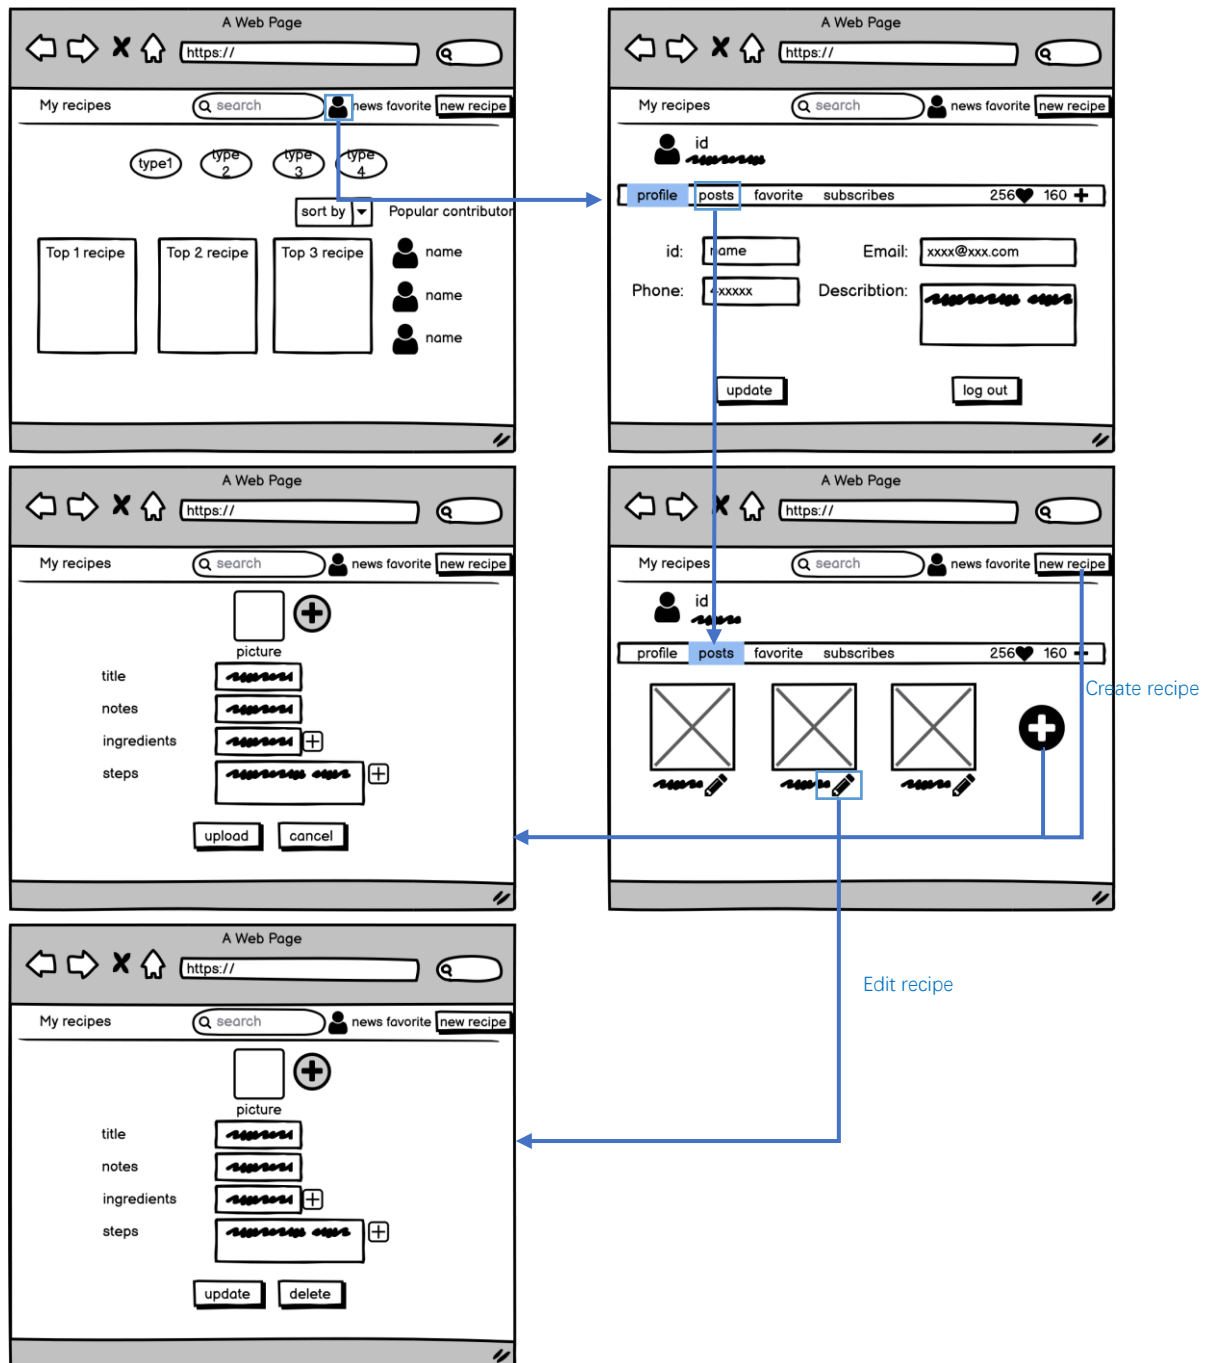 A Web Page
https://
My recipes search news favorite new recipe
type1 type 2 type 3 type 4
sort by Popular contributor
Top 1 recipe Top 2 recipe Top 3 recipe name
name
name
A Web Page
https://
My recipes search news favorite new recipe
id
profile posts favorite subscribes 256 160
id: name Email: xxxx@xxx.com
Phone: 4xxxxx Describtion:
update log out
A Web Page
https://
My recipes search news favorite new recipe
picture
title
notes
ingredients
steps
upload cancel
A Web Page
https://
My recipes search news favorite new recipe
id
profile posts favorite subscribes 256 160
Create recipe
Edit recipe
A Web Page
https://
My recipes search news favorite new recipe
picture
title
notes
ingredients
steps
update delete